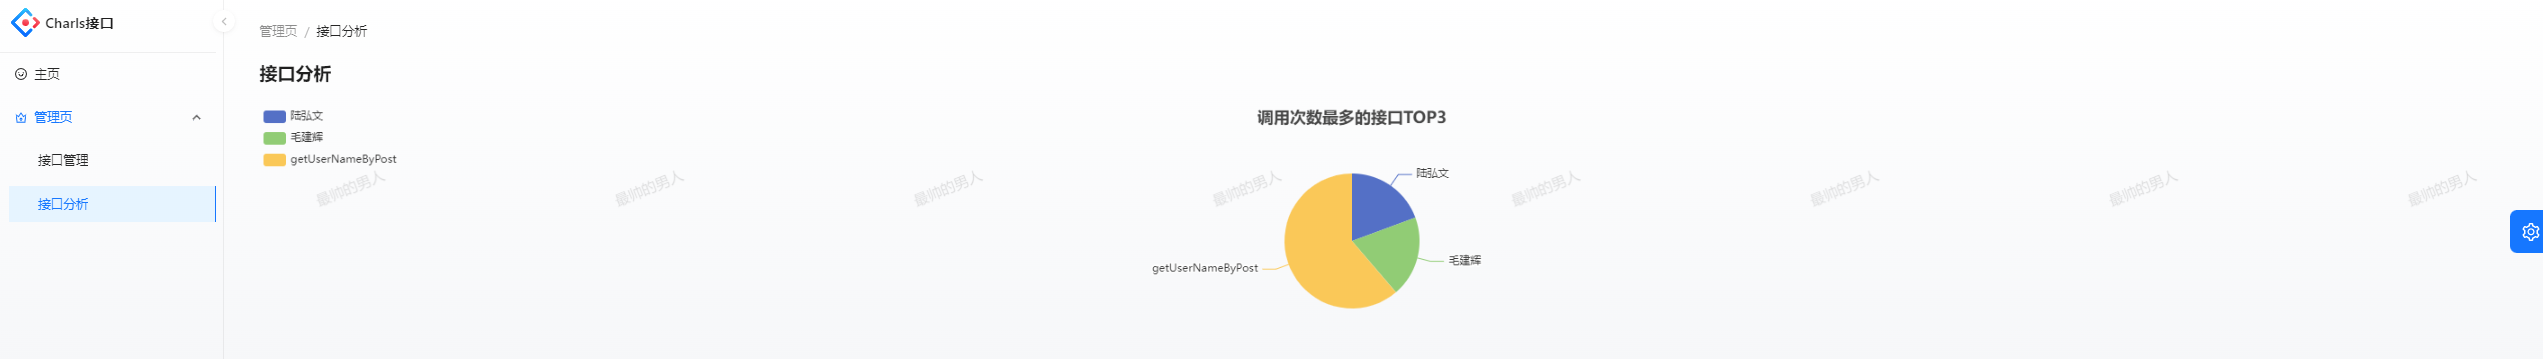 Charls接口
主页
管理页
接口管理
接口分析
管理页 / 接口分析
接口分析
陆弘文
毛建辉
getUserNameByPost
调用次数最多的接口TOP3
陆弘文
毛建辉
getUserNameByPost
最帅的男人 最帅的男人 最帅的男人 最帅的男人 最帅的男人 最帅的男人 最帅的男人 最帅的男人